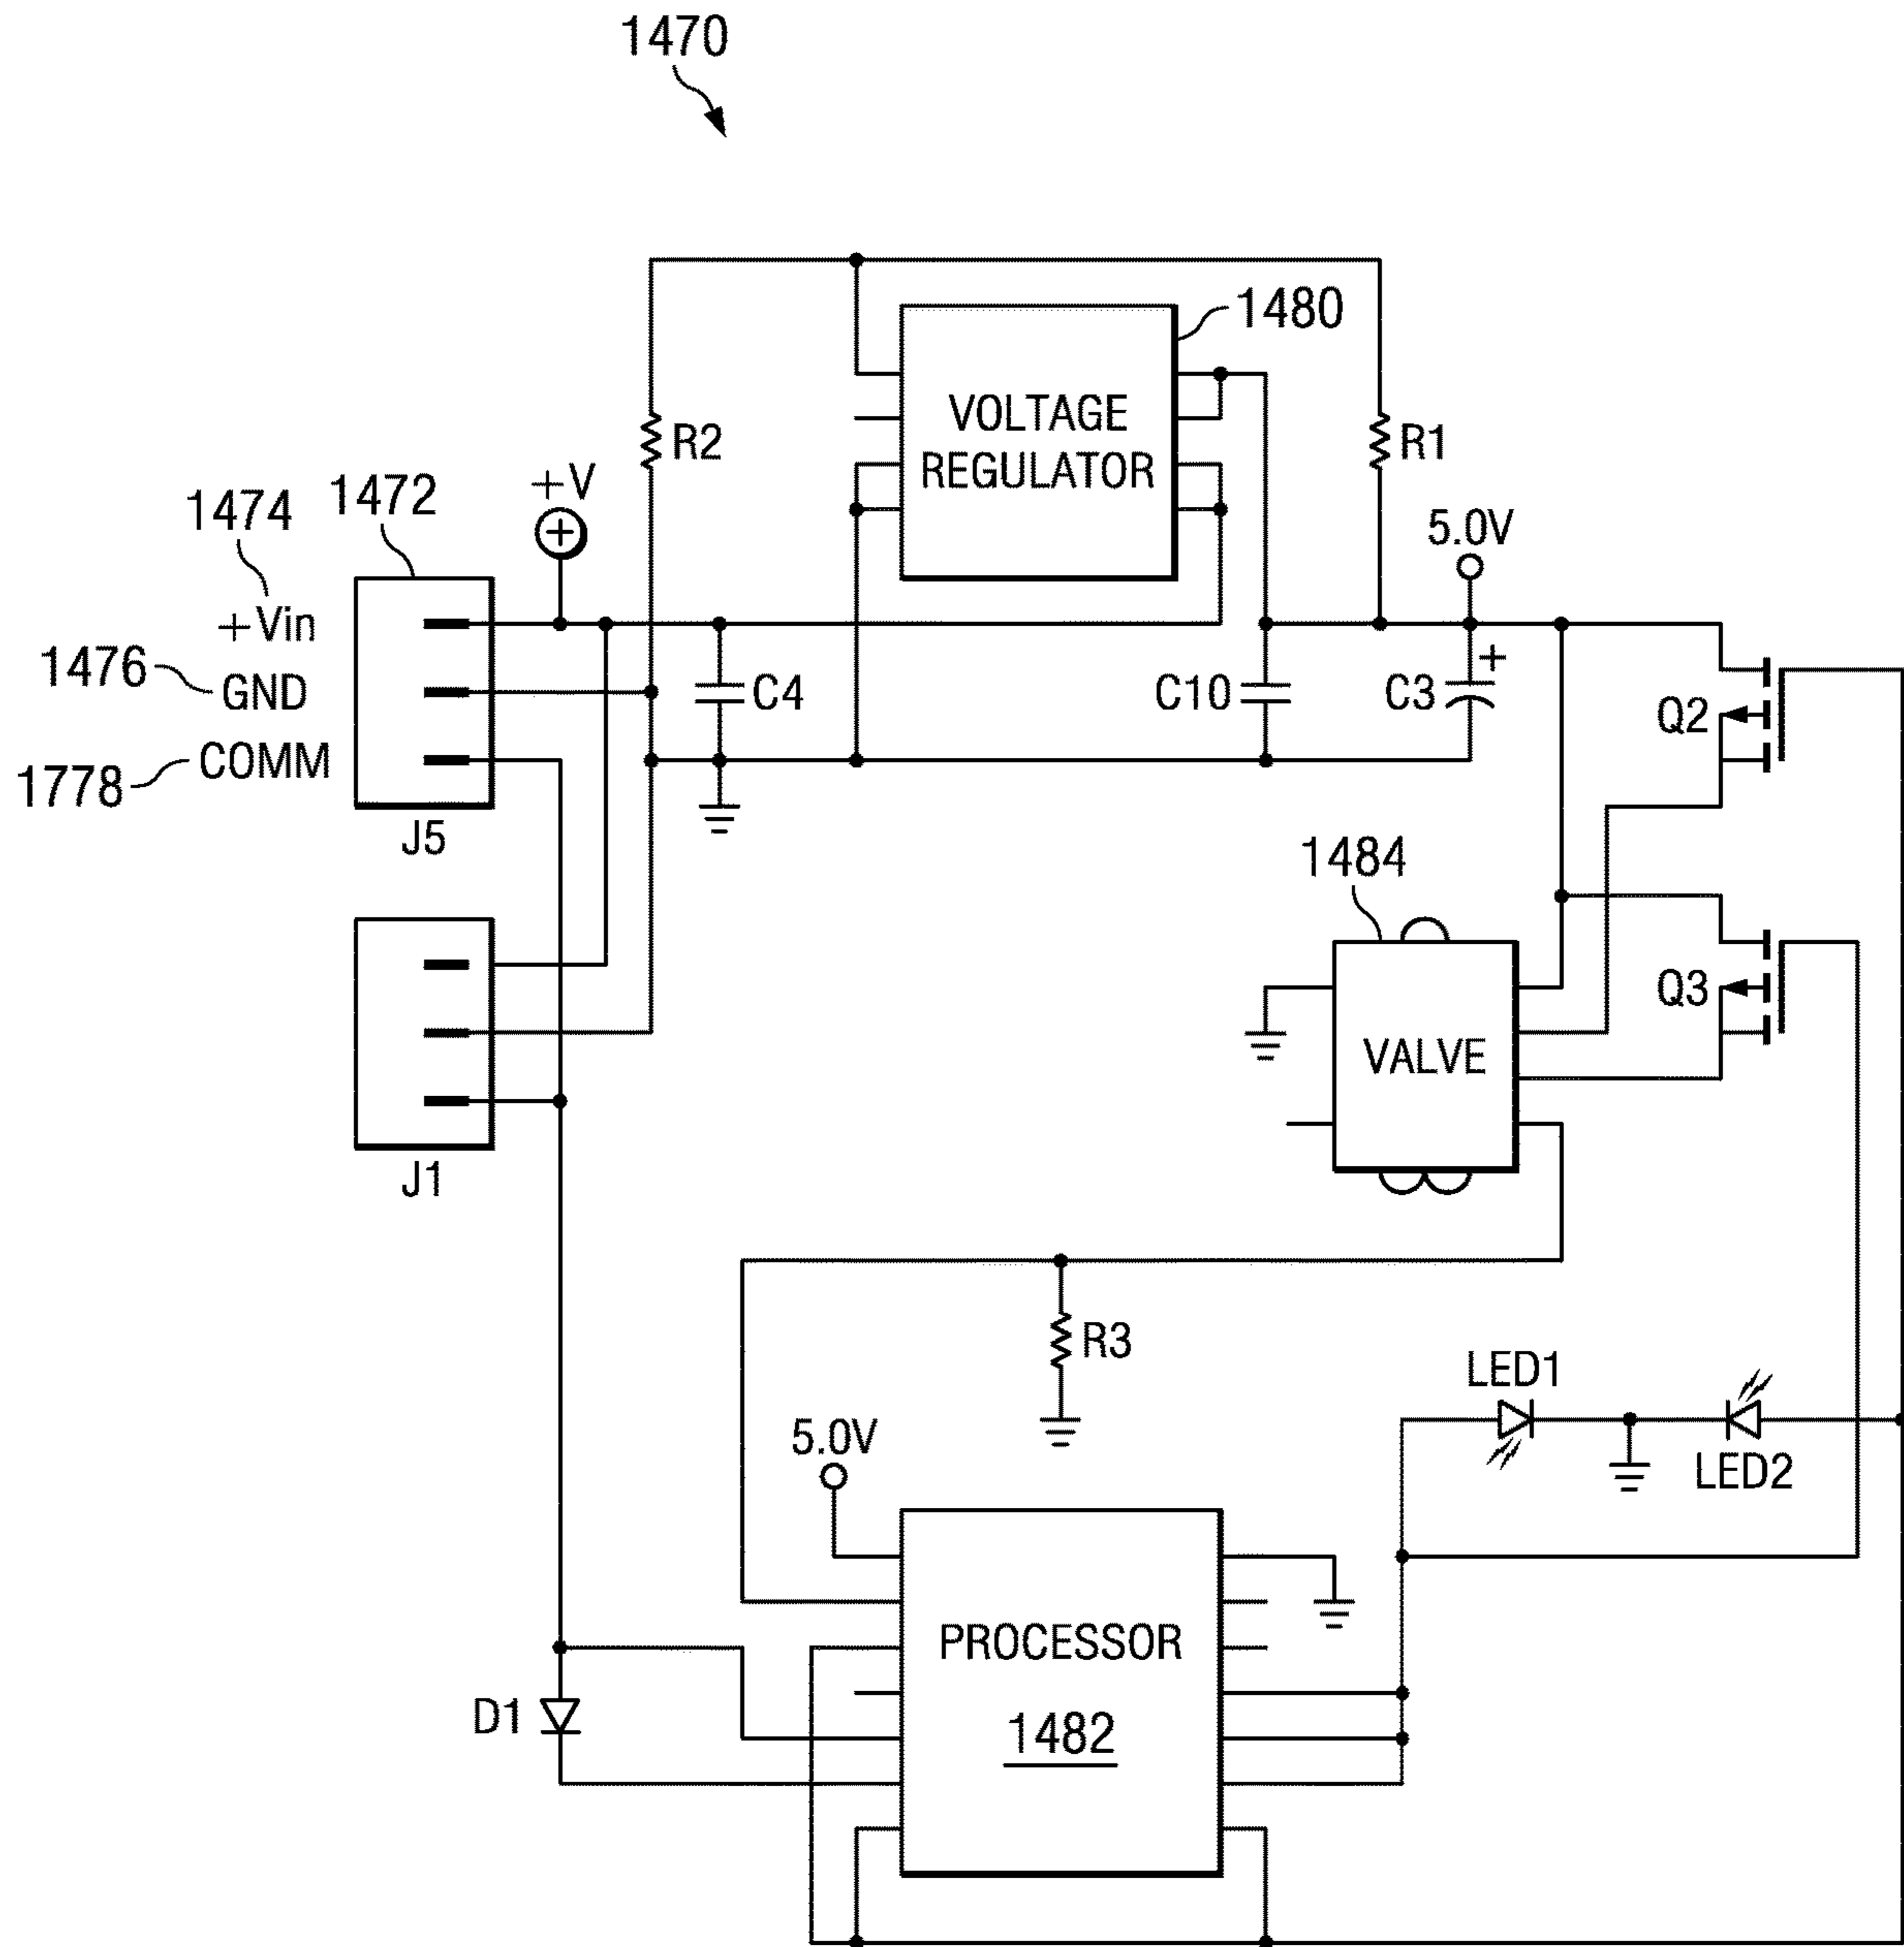 1470
1480
VOLTAGE
REGULATOR
R2
R1
+V
1472
1474
5.0V
+Vin
1476
GND
C4
C10
C3
+
Q2
COMM
1778
J5
1484
Q3
VALVE
J1
R3
LED1
5.0V
LED2
PROCESSOR
D1
1482